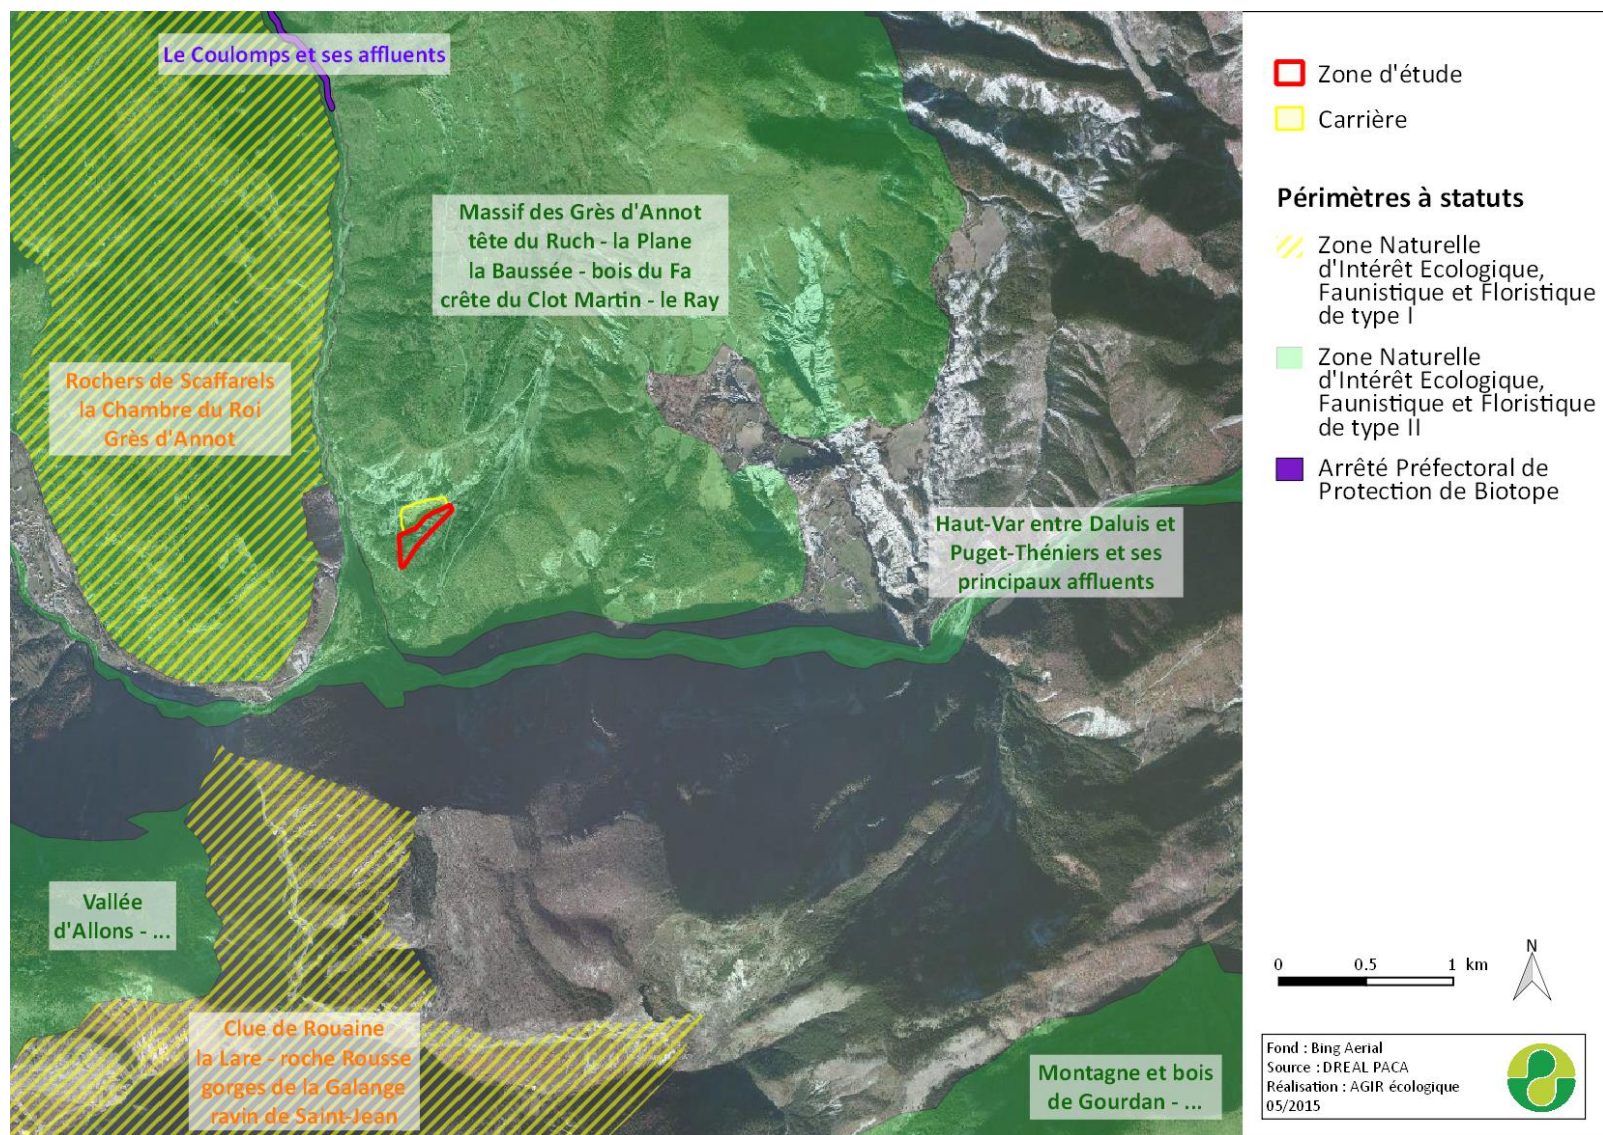 Le Coulomps et ses affluents
Massif des Grès d'Annot
tête du Ruch - la Plane
la Baussée - bois du Fa
crête du Clot Martin - le Ray
Rochers de Scaffarels
la Chambre du Roi
Grès d'Annot
Haut-Var entre Daluis et
Puget-Théniers et ses
principaux affluents
Vallée
d'Allons - ...
Clue de Rouaine
la Lare - roche Rousse
gorges de la Galange
ravin de Saint-Jean
Montagne et bois
de Gourdan - ...
Zone d'étude
Carrière
Périmètres à statuts
Zone Naturelle
d'Intérêt Ecologique,
Faunistique et Floristique
de type I
Zone Naturelle
d'Intérêt Ecologique,
Faunistique et Floristique
de type II
Arrêté Préfectoral de
Protection de Biotope
0 0.5 1 km
N
Fond : Bing Aerial
Source : DREAL PACA
Réalisation : AGIR écologique
05/2015